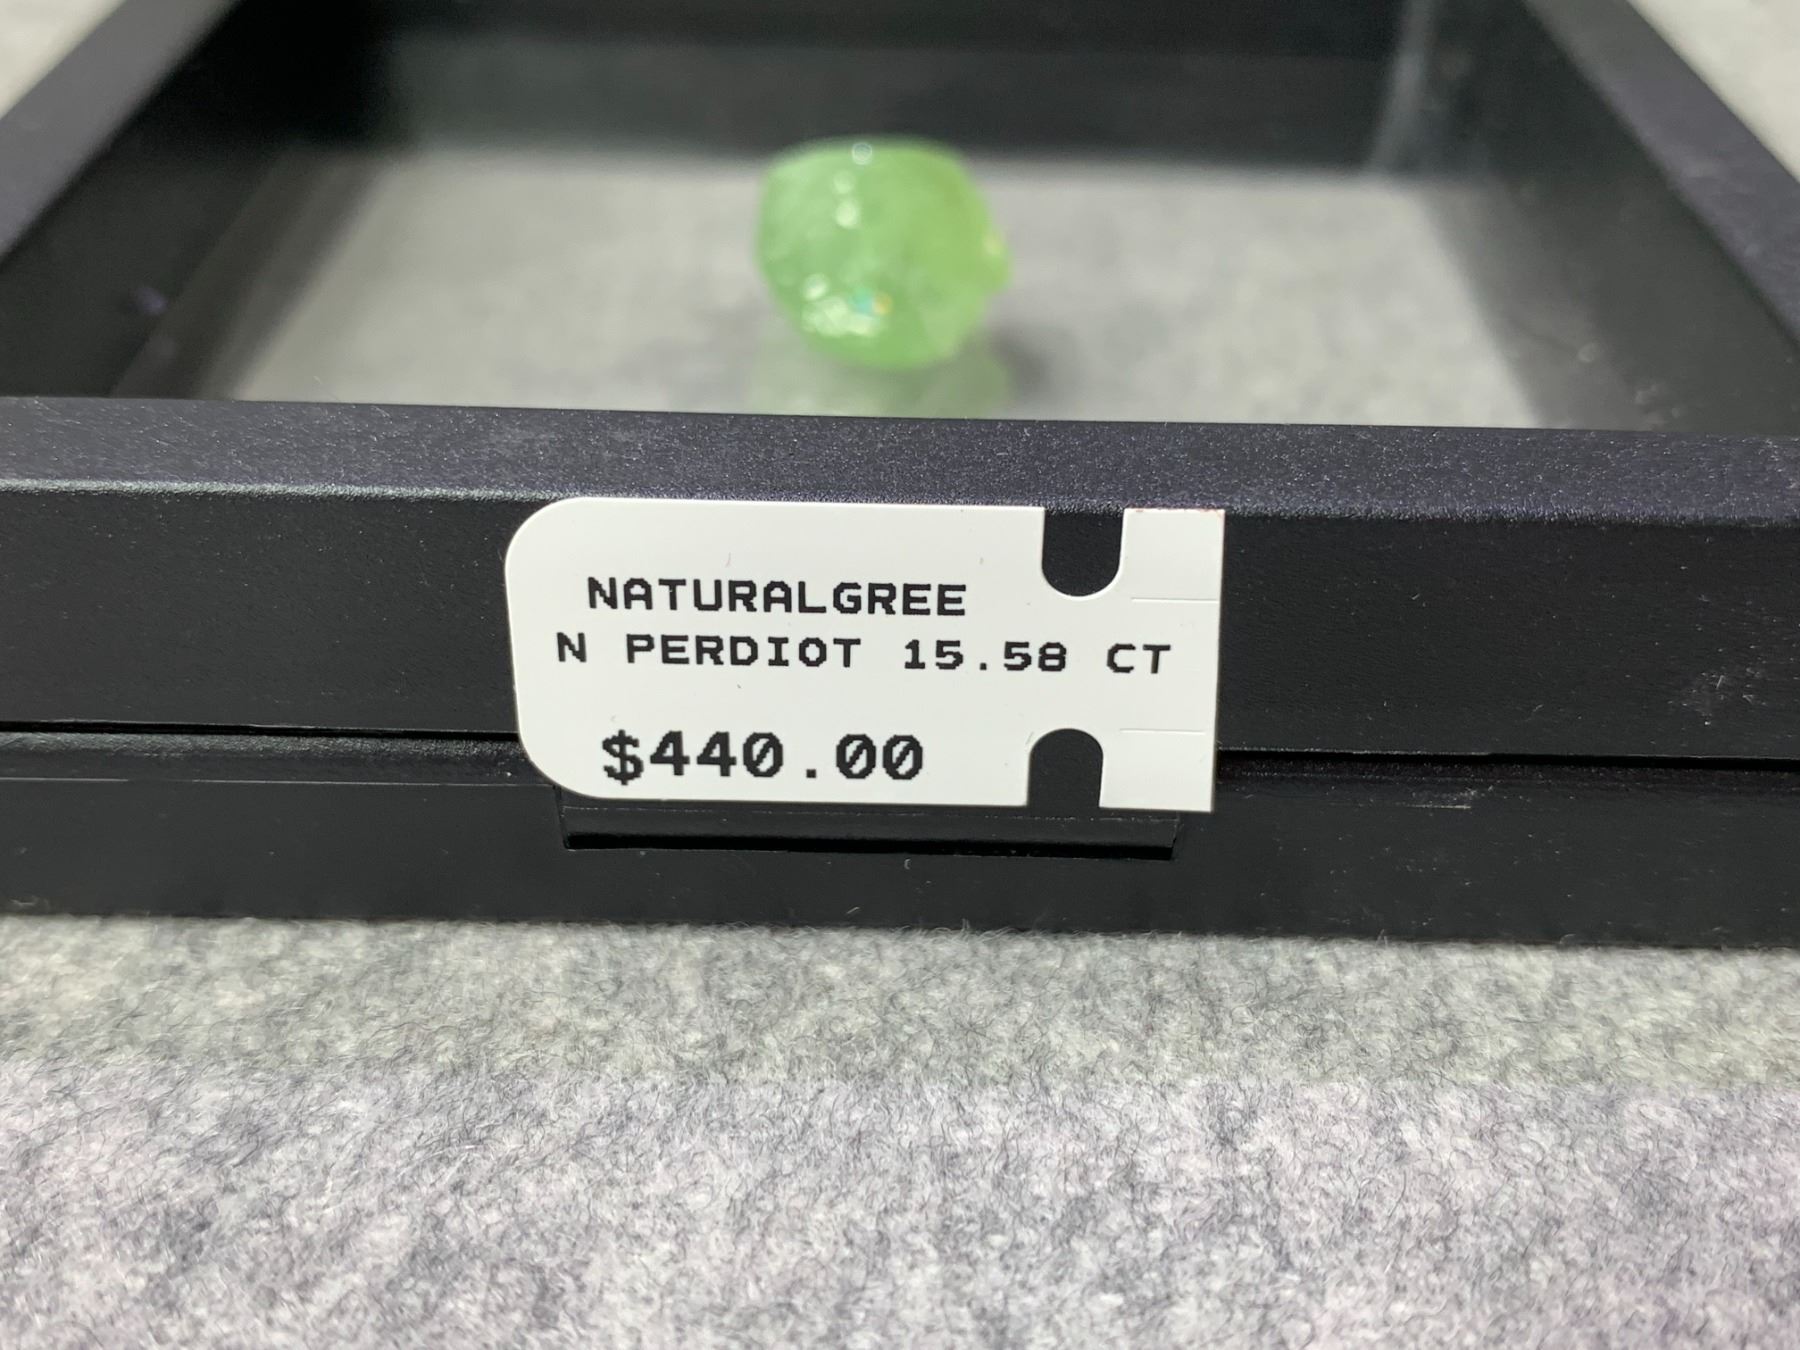 NATURALGREE
N PERDIOT 15.58 CT
$440.00